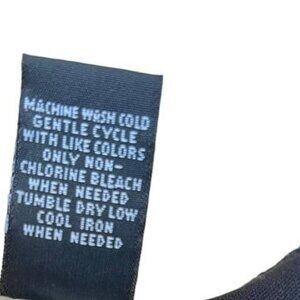 MACHINE WASH COLD
GENTLE CYCLE
WITH LIKE COLORS
ONLY NON-
CHLORINE BLEACH
WHEN NEEDED
TUMBLE DRY LOW
COOL IRON
WHEN NEEDED